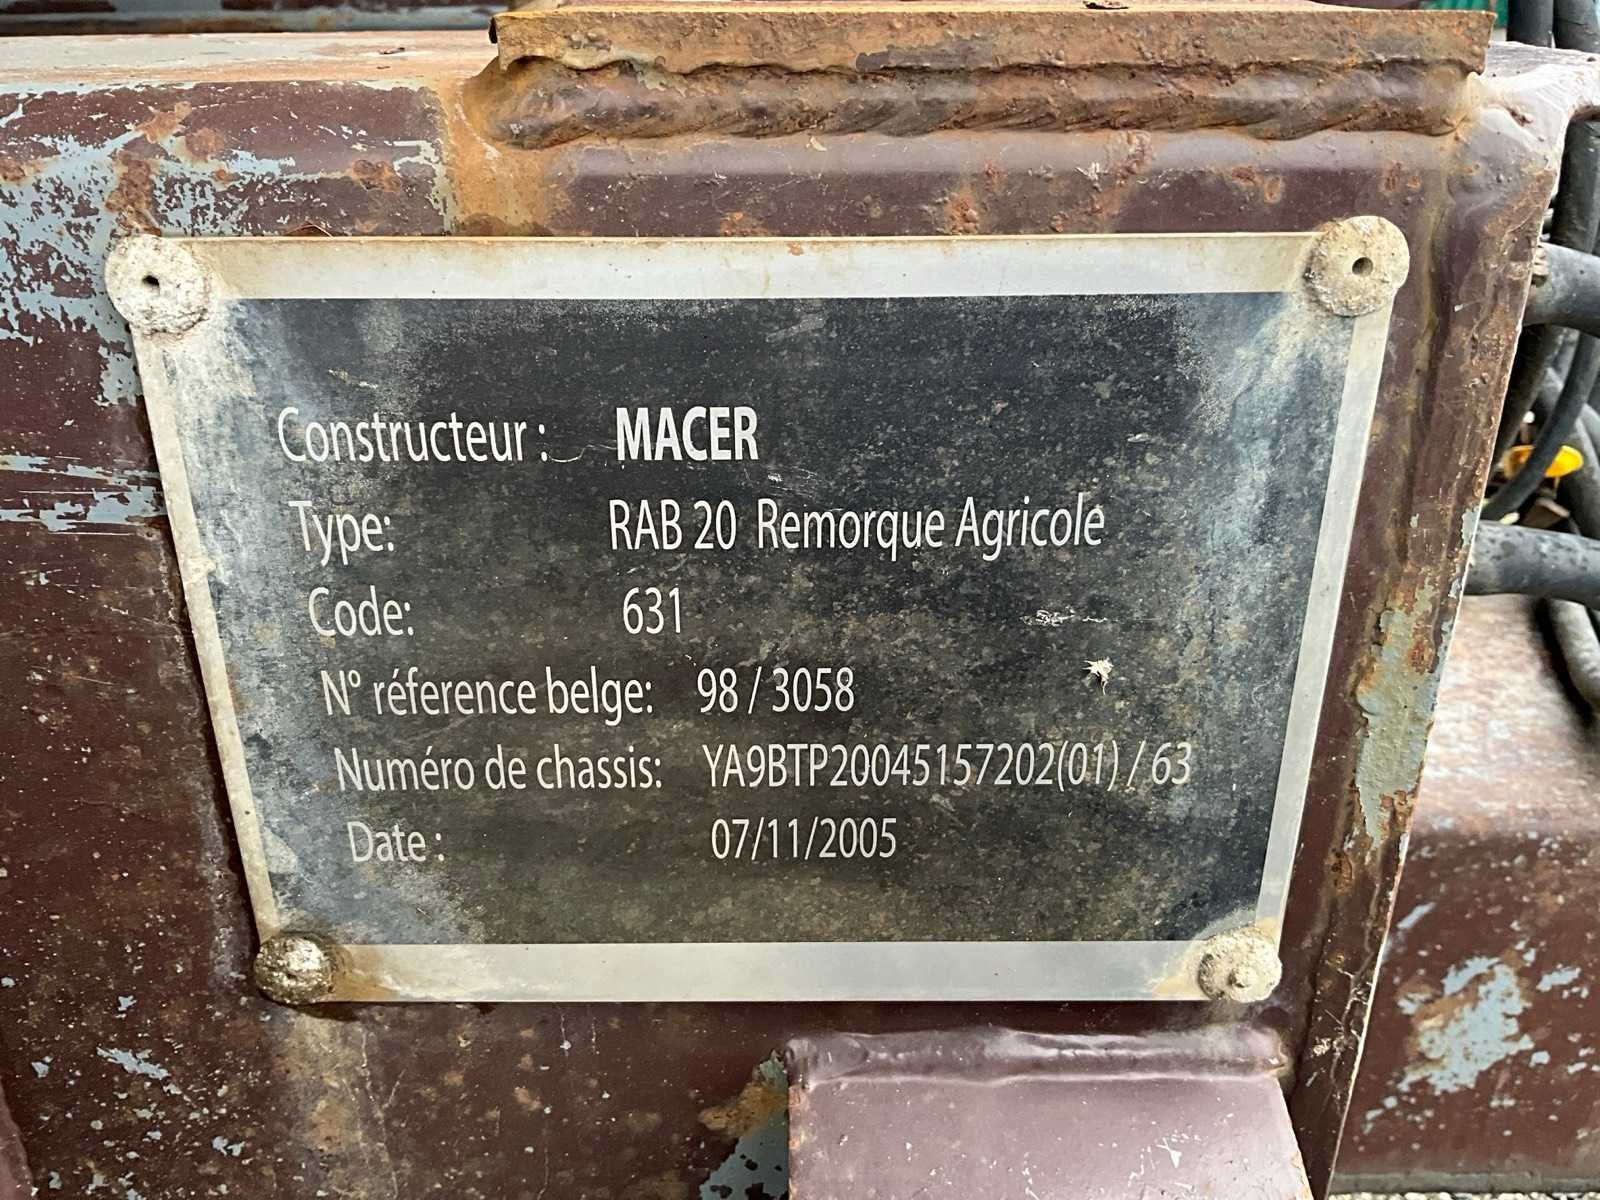 Constructeur : MACER
Type: RAB 20 Remorque Agricole
Code: 631
N° réference belge: 98 / 3058
Numéro de chassis: YA9BTP20045157202(01) / 63
Date : 07/11/2005